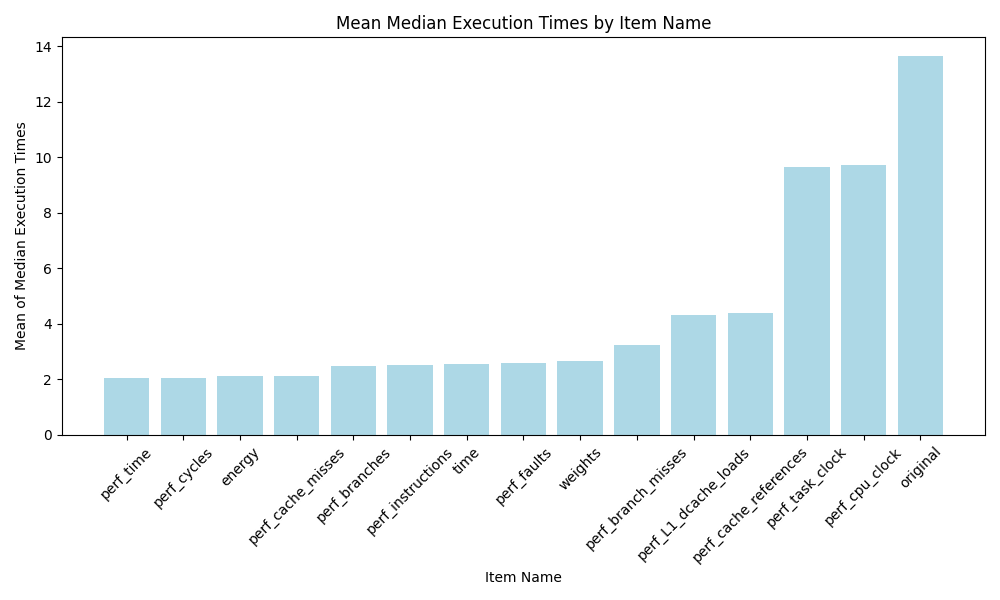 Mean Median Execution Times by Item Name
Mean of Median Execution Times
14
12
10
8
6
4
2
0
perf_time
perf_cycles
energy
perf_cache_misses
perf_branches
perf_instructions
time
perf_faults
weights
perf_branch_misses
perf_L1_dcache_loads
perf_cache_references
perf_task_clock
perf_cpu_clock
original
Item Name